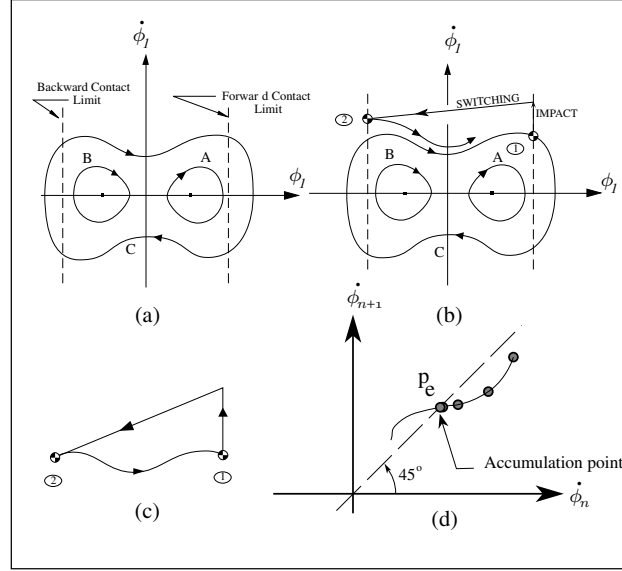 ϕ̇₁
Backward Contact
Limit
Forwar d Contact
Limit
B
A
ϕ₁
C
(a)
ϕ̇₁
SWITCHING
IMPACT
2
1
B
A
ϕ₁
C
(b)
2
1
(c)
ϕ̇ₙ₊₁
pₑ
Accumulation point
45°
ϕ̇ₙ
(d)